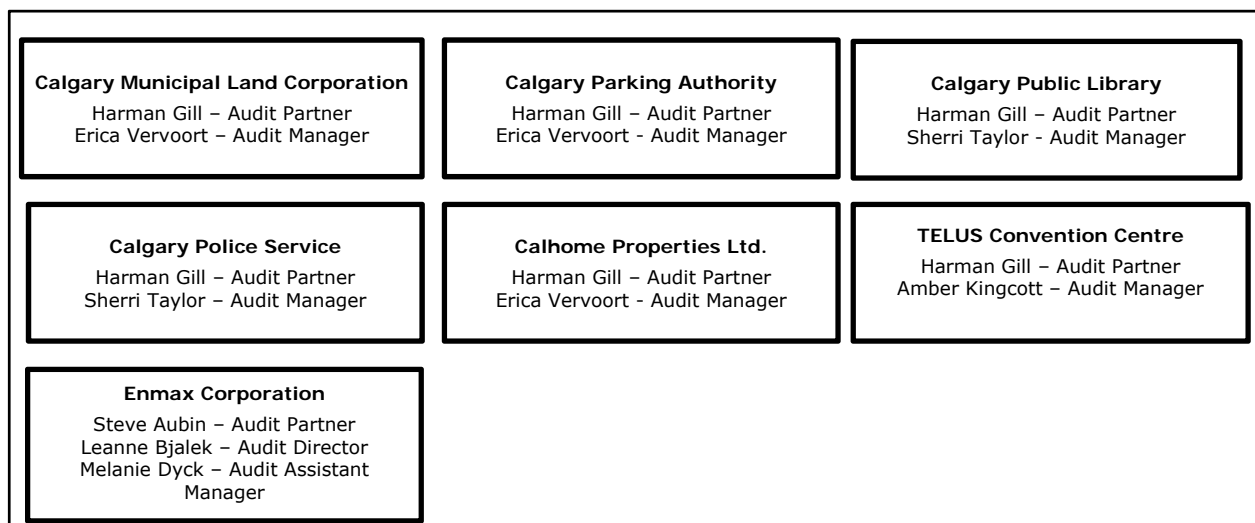 Calgary Municipal Land Corporation
Harman Gill – Audit Partner
Erica Vervoort – Audit Manager
Calgary Parking Authority
Harman Gill – Audit Partner
Erica Vervoort - Audit Manager
Calgary Public Library
Harman Gill – Audit Partner
Sherri Taylor - Audit Manager
Calgary Police Service
Harman Gill – Audit Partner
Sherri Taylor – Audit Manager
Calhome Properties Ltd.
Harman Gill – Audit Partner
Erica Vervoort - Audit Manager
TELUS Convention Centre
Harman Gill – Audit Partner
Amber Kingcott – Audit Manager
Enmax Corporation
Steve Aubin – Audit Partner
Leanne Bjalek – Audit Director
Melanie Dyck – Audit Assistant
Manager